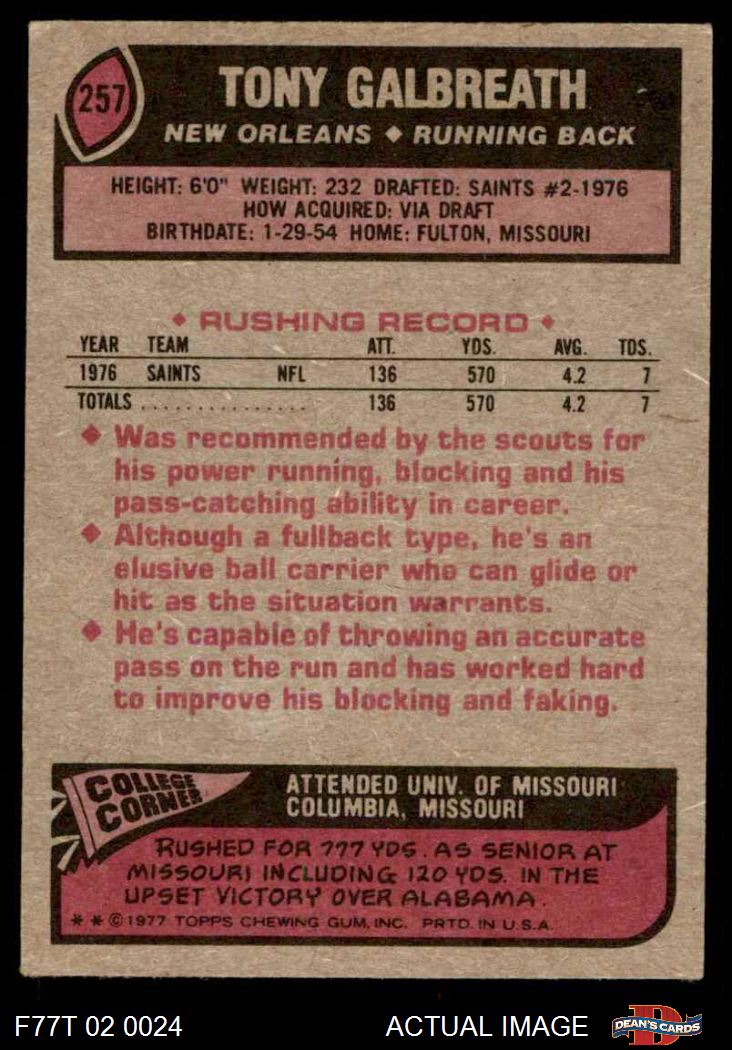 257
TONY GALBREATH
NEW ORLEANS ◆ RUNNING BACK
HEIGHT: 6'0" WEIGHT: 232 DRAFTED: SAINTS #2-1976
HOW ACQUIRED: VIA DRAFT
BIRTHDATE: 1-29-54 HOME: FULTON, MISSOURI
◆ RUSHING RECORD ◆
YEAR TEAM ATT. YDS. AVG. TDS.
1976 SAINTS NFL 136 570 4.2 7
TOTALS ............... 136 570 4.2 7
◆ Was recommended by the scouts for
his power running, blocking and his
pass-catching ability in career.
◆ Although a fullback type, he's an
elusive ball carrier who can glide or
hit as the situation warrants.
◆ He's capable of throwing an accurate
pass on the run and has worked hard
to improve his blocking and faking.
COLLEGE
CORNER
ATTENDED UNIV. OF MISSOURI
COLUMBIA, MISSOURI
RUSHED FOR 777 YDS. AS SENIOR AT
MISSOURI INCLUDING 120 YDS. IN THE
UPSET VICTORY OVER ALABAMA.
* * © 1977 TOPPS CHEWING GUM, INC. PRTD. IN U.S.A.
F77T 02 0024
ACTUAL IMAGE
D
DEAN'S CARDS